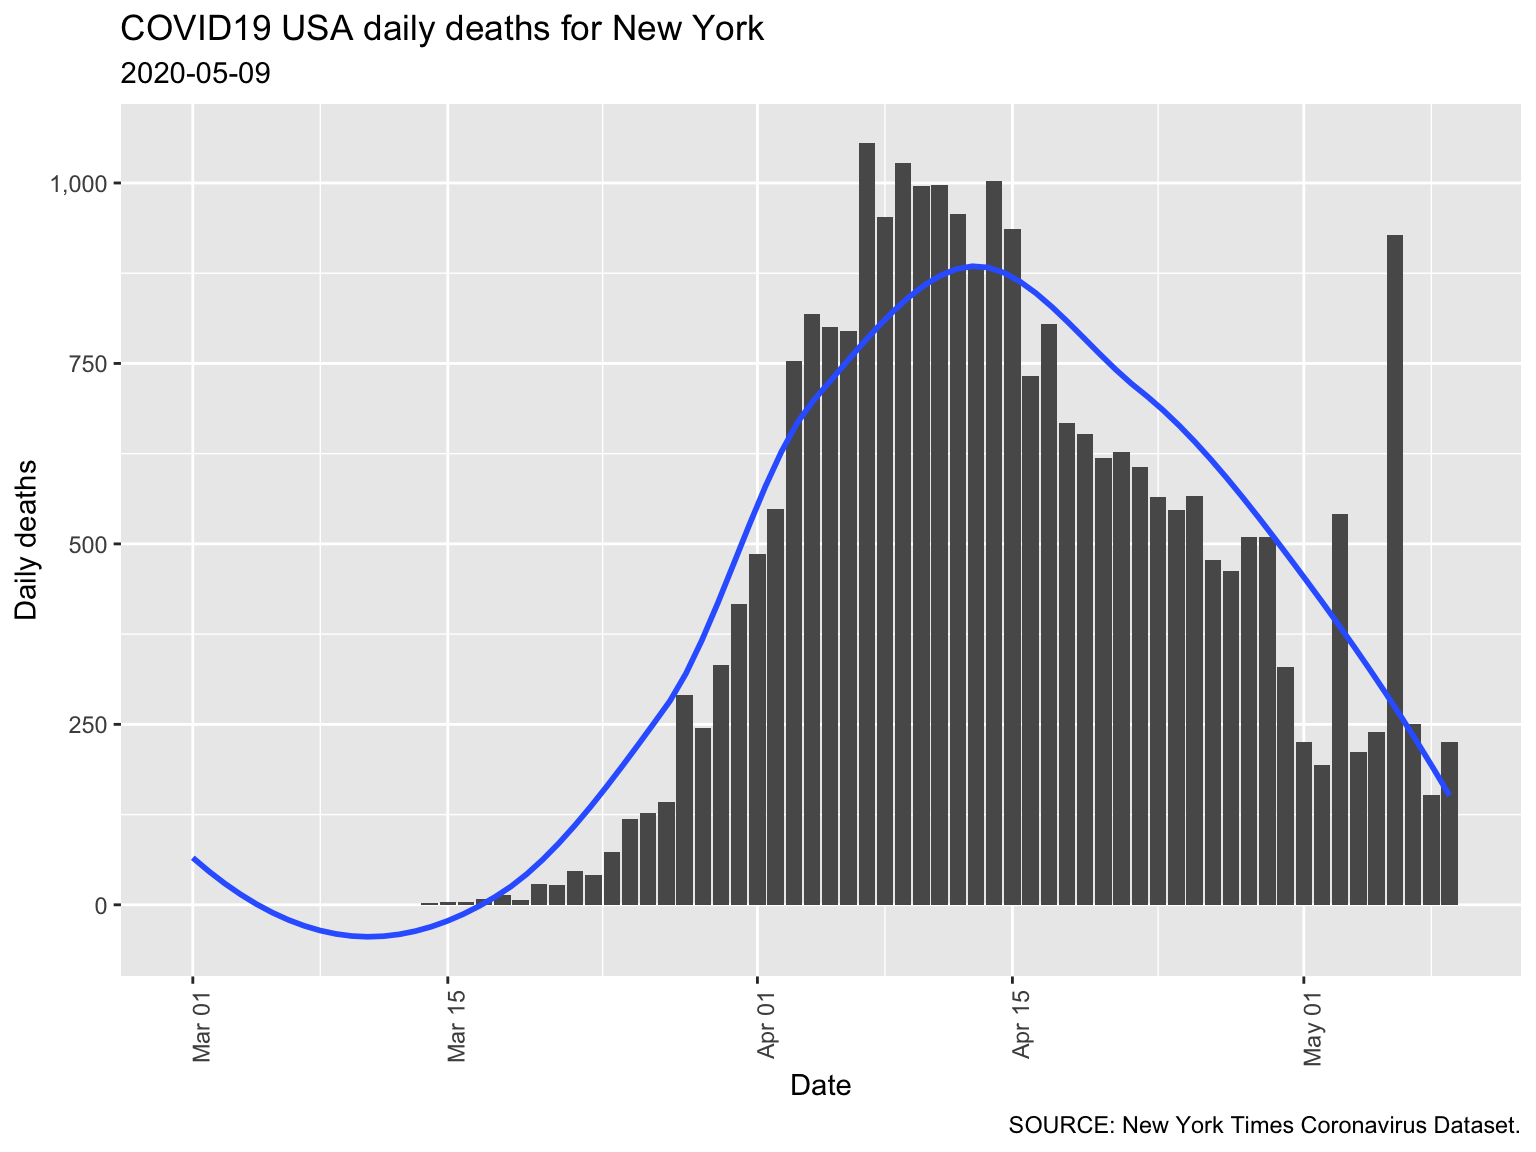 COVID19 USA daily deaths for New York
2020-05-09
Daily deaths
1,000
750
500
250
0
Mar 01
Mar 15
Apr 01
Apr 15
May 01
Date
SOURCE: New York Times Coronavirus Dataset.